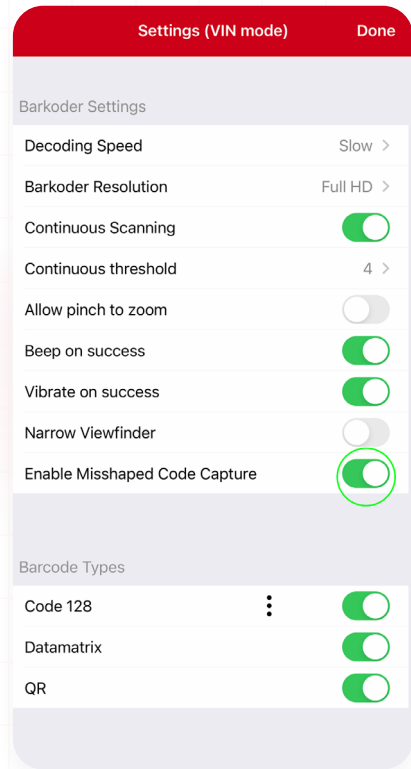 Settings (VIN mode) Done
Barkoder Settings
Decoding Speed Slow >
Barkoder Resolution Full HD >
Continuous Scanning
Continuous threshold 4 >
Allow pinch to zoom
Beep on success
Vibrate on success
Narrow Viewfinder
Enable Misshaped Code Capture
Barcode Types
Code 128
Datamatrix
QR